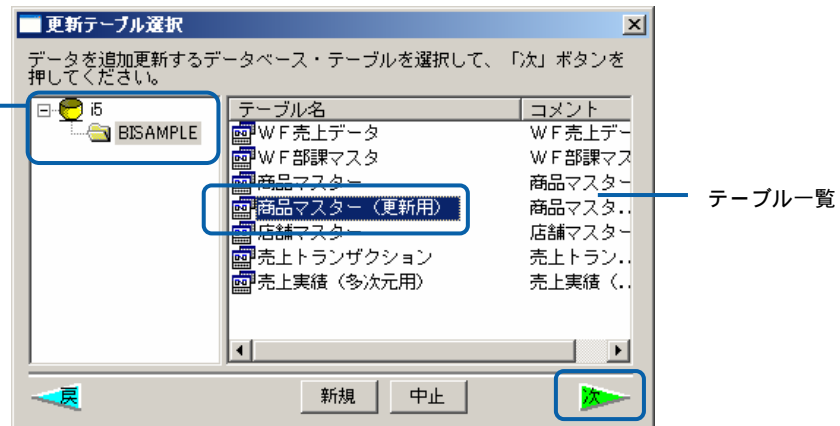 更新テーブル選択
データを追加更新するデータベース・テーブルを選択して、「次」ボタンを
押してください。
i5
BISAMPLE
テーブル名 コメント
WF売上データ WF売上デー
WF部課マスタ WF部課マス
商品マスター 商品マスター
商品マスター（更新用） 商品マスタ..
店舗マスター 店舗マスター
売上トランザクション 売上トラン..
売上実績（多次元用） 売上実績（..
テーブル一覧
戻 新規 中止 次